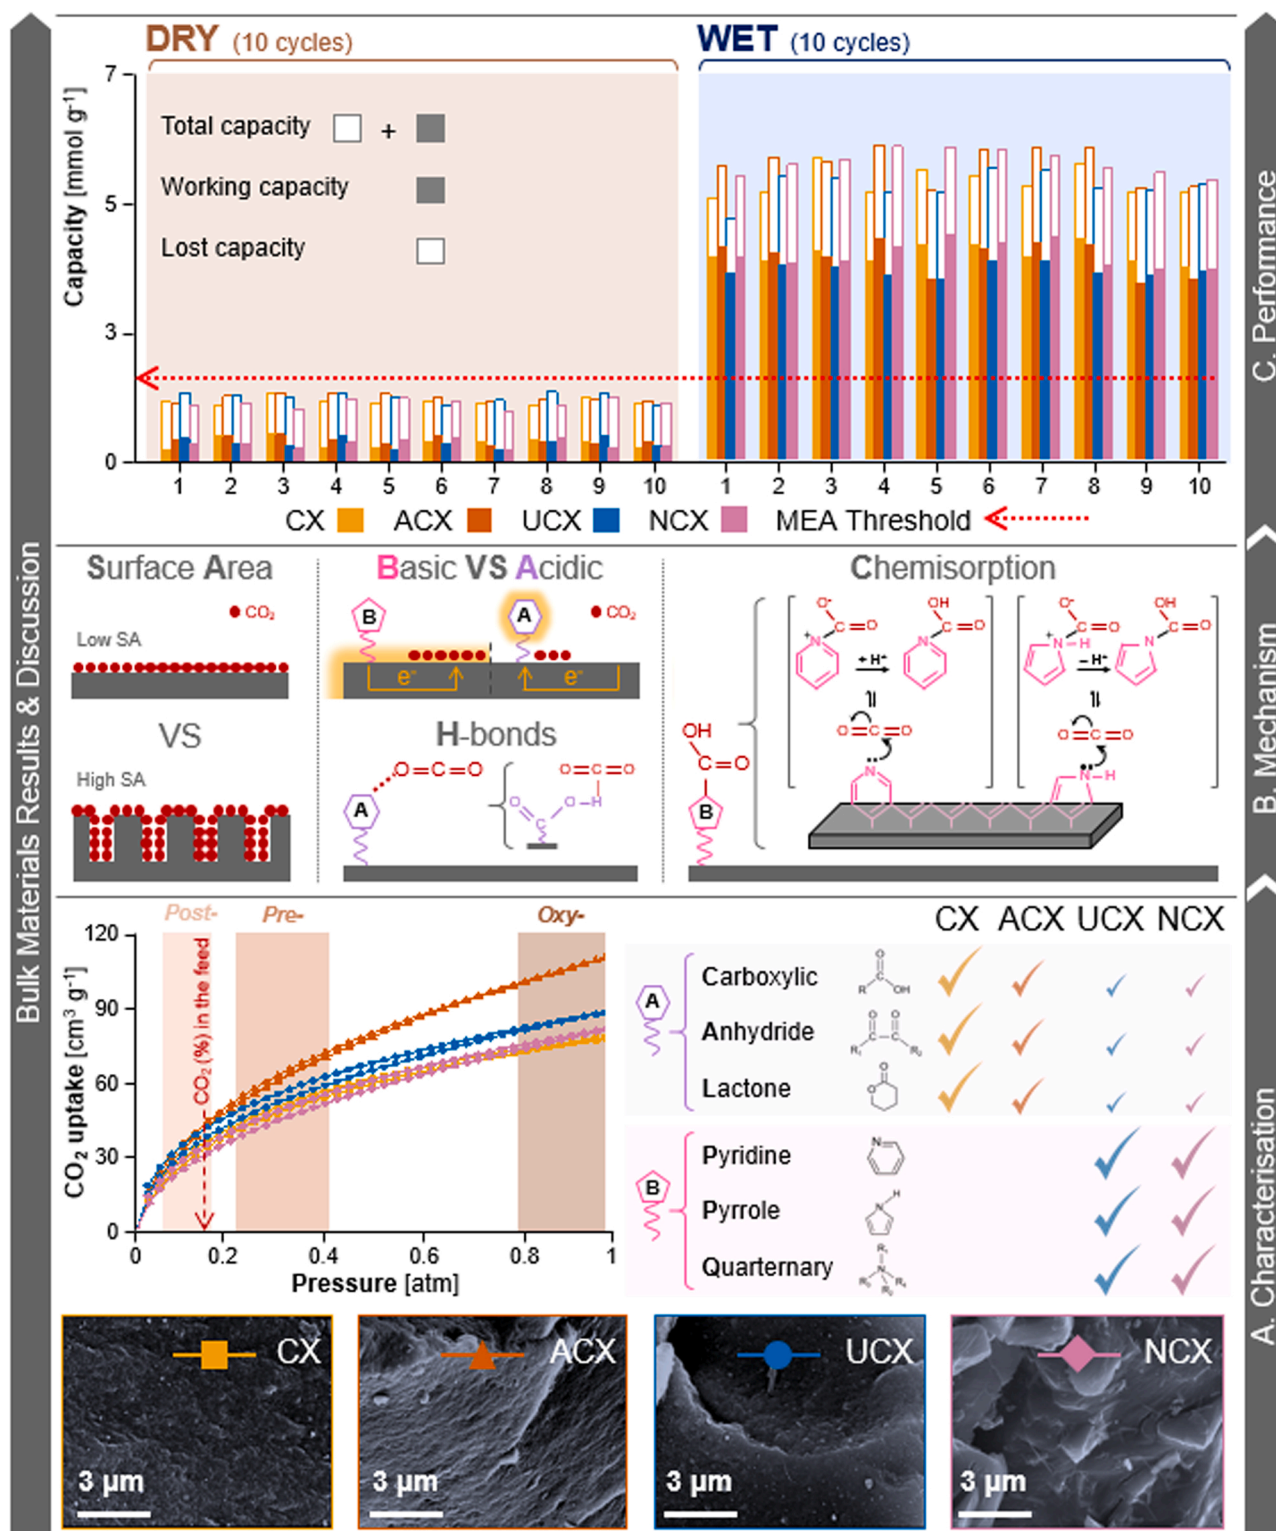 DRY (10 cycles)
WET (10 cycles)
Capacity [mmol g⁻¹]
7
5
3
0
Total capacity +
Working capacity
Lost capacity
1 2 3 4 5 6 7 8 9 10
1 2 3 4 5 6 7 8 9 10
CX ACX UCX NCX MEA Threshold
C. Performance
Bulk Materials Results & Discussion
Surface Area
CO₂
Low SA
VS
High SA
Basic VS Acidic
B
A
CO₂
e⁻
e⁻
H-bonds
A
O=C=O
O=C=O
O
O
H
C
Chemisorption
OH
C=O
B
O⁻
C=O
N
+
+ H⁺
OH
C=O
N
O=C=O
N
O⁻
C=O
N-H
+
− H⁺
OH
C=O
N
O=C=O
N-H
B. Mechanism
Post-
Pre-
Oxy-
CO₂ (%) in the feed
CO₂ uptake [cm³ g⁻¹]
120
90
60
30
0
0 0.2 0.4 0.6 0.8 1
Pressure [atm]
CX ACX UCX NCX
A
Carboxylic
O
R
OH
Anhydride
O
O
C
C
R₁
R₂
Lactone
O
O
B
Pyridine
N
Pyrrole
N
H
Quarternary
R₁
N
A. Characterisation
CX
3 µm
ACX
3 µm
UCX
3 µm
NCX
3 µm